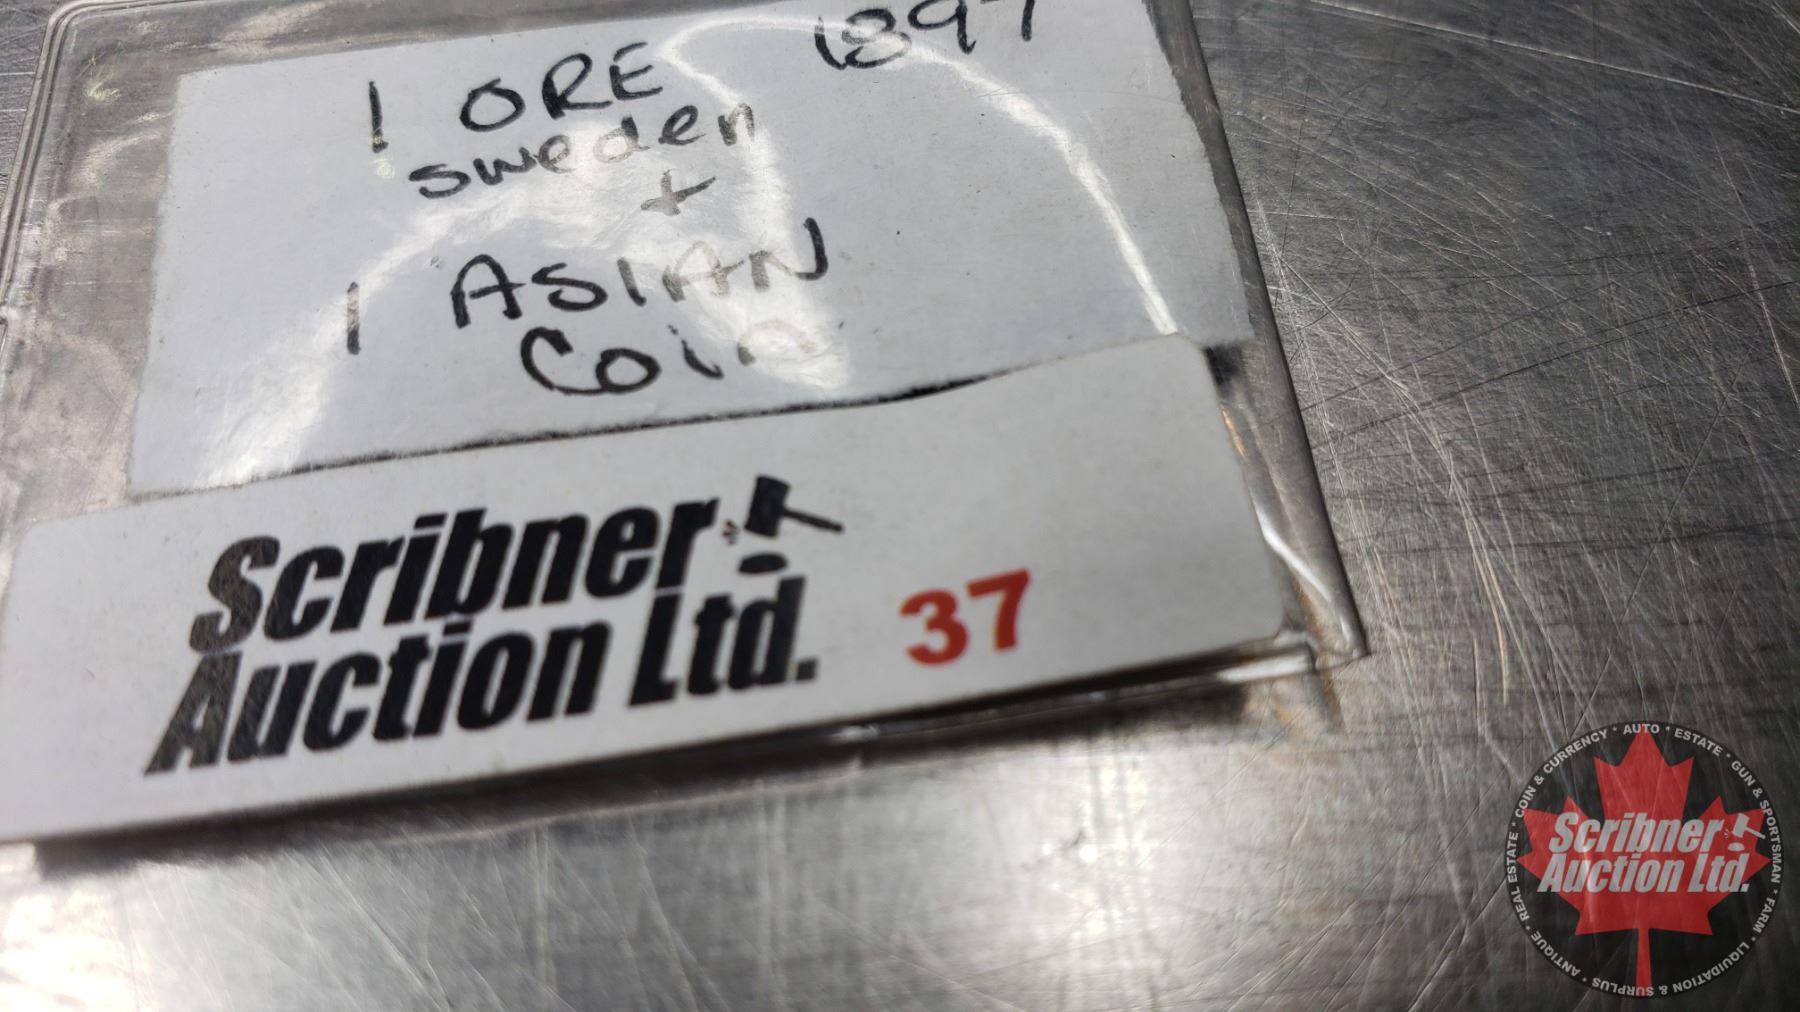 1 ORE 1897
sweden
+
1 ASIAN
Coin
Scribner
Auction Ltd.
37
COIN & CURRENCY • AUTO • ESTATE • GUN & SPORTSMAN • FARM • LIQUIDATION & SURPLUS • ANTIQUE • REAL ESTATE •
Scribner
Auction Ltd.